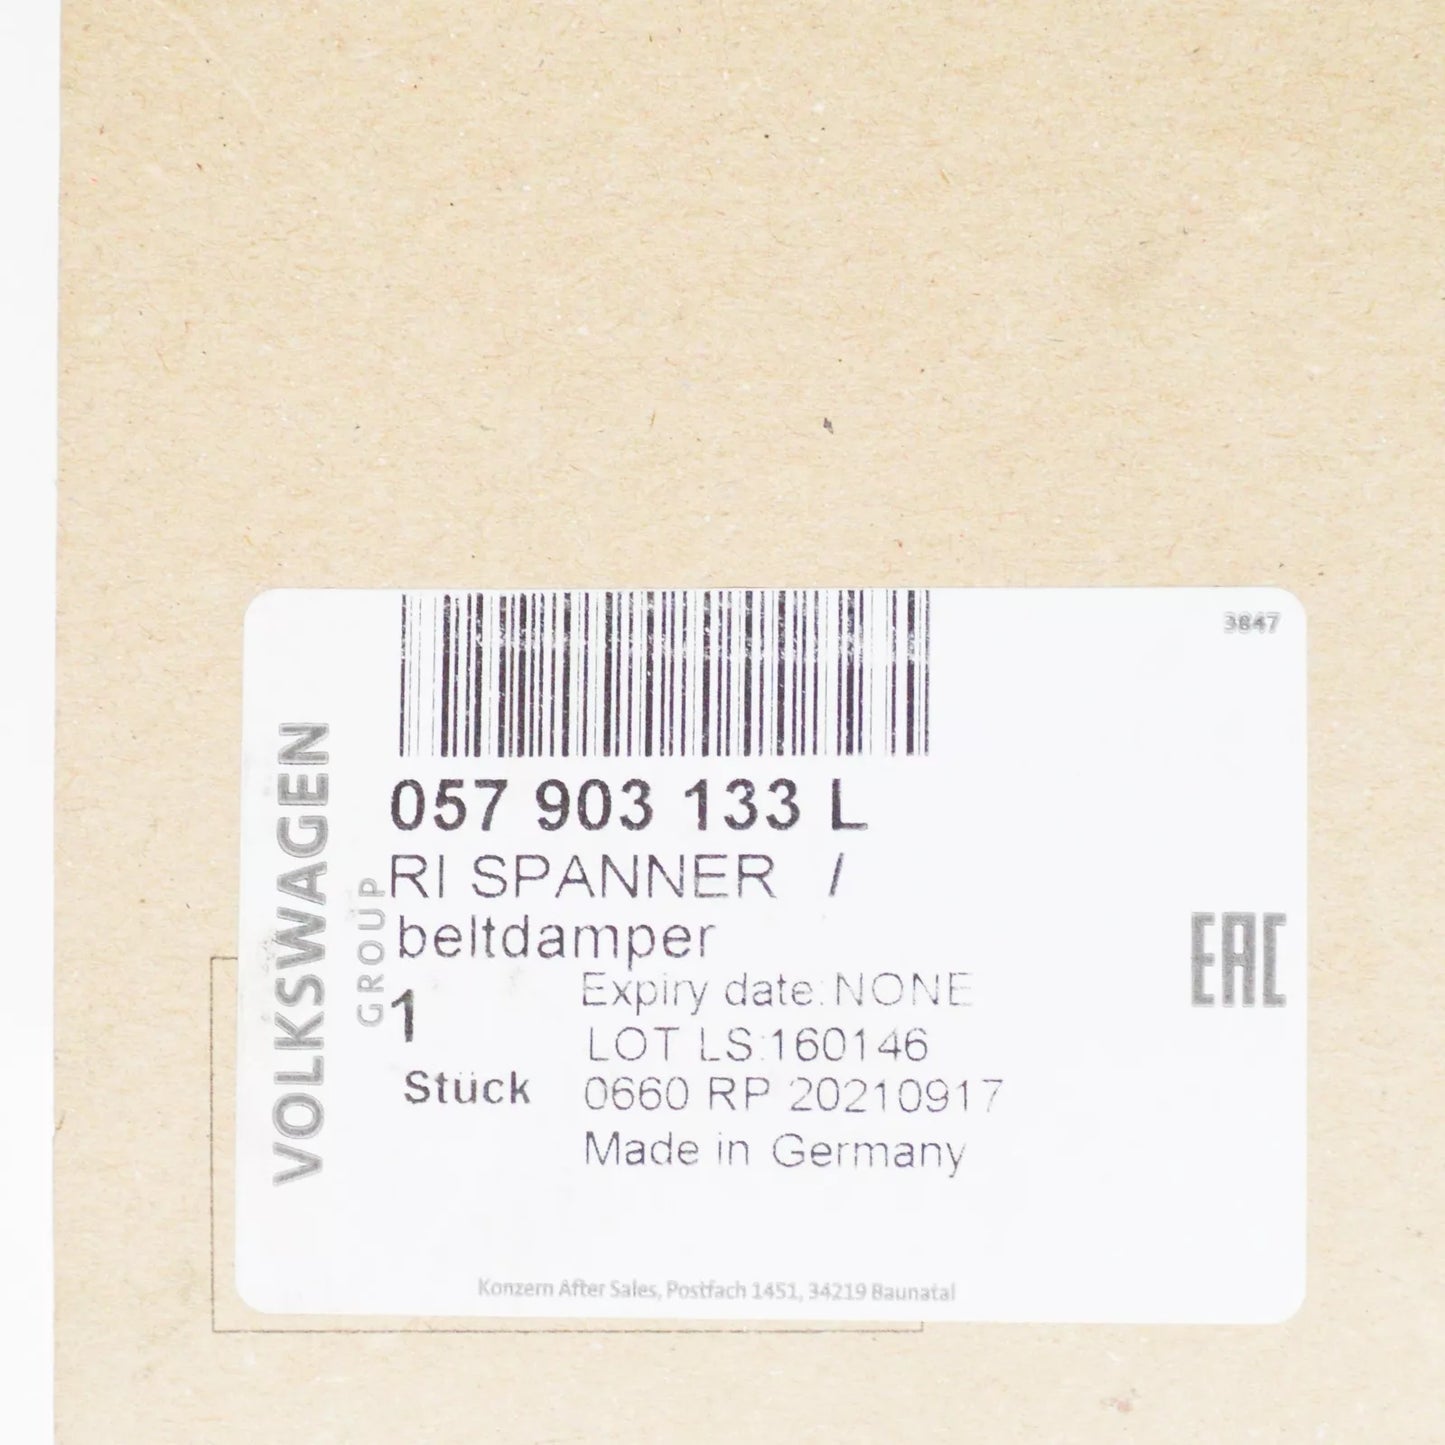 3847
VOLKSWAGEN
GROUP
057 903 133 L
RI SPANNER /
beltdamper
1
Stück
Expiry date:NONE
LOT LS:160146
0660 RP 20210917
Made in Germany
EAC
Konzern After Sales, Postfach 1451, 34219 Baunatal